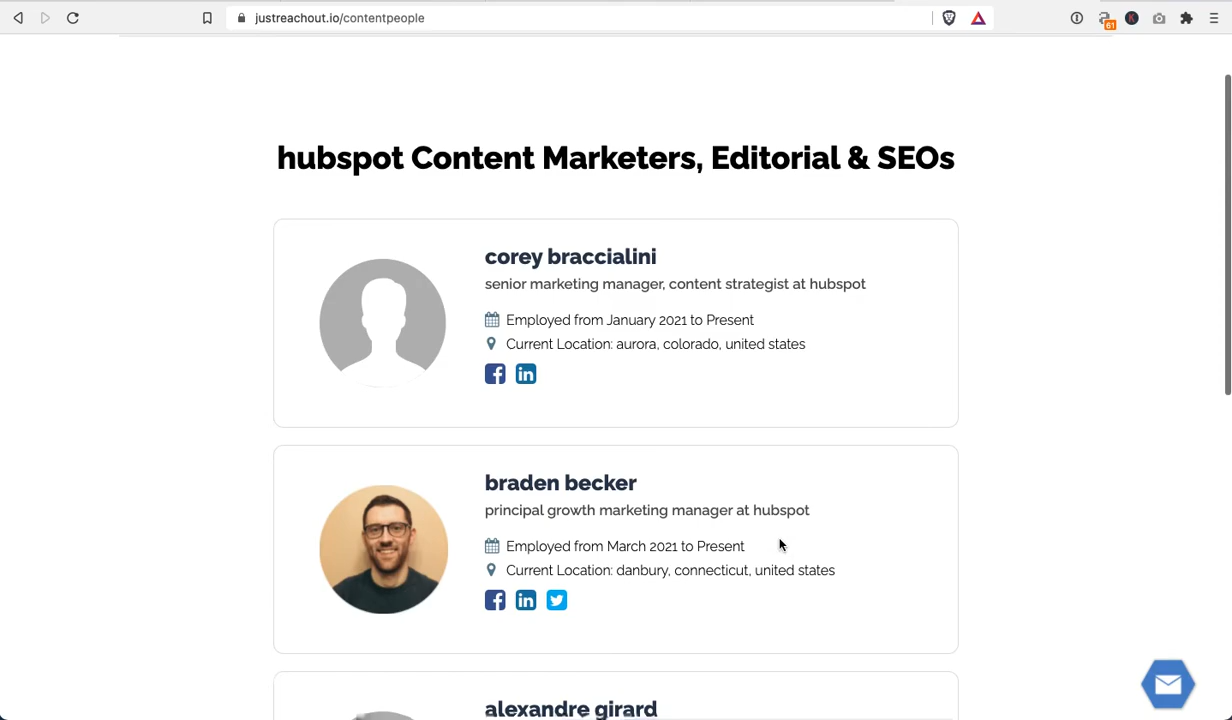 justreachout.io/contentpeople
61
K
hubspot Content Marketers, Editorial & SEOs
corey braccialini
senior marketing manager, content strategist at hubspot
Employed from January 2021 to Present
Current Location: aurora, colorado, united states
braden becker
principal growth marketing manager at hubspot
Employed from March 2021 to Present
Current Location: danbury, connecticut, united states
alexandre girard